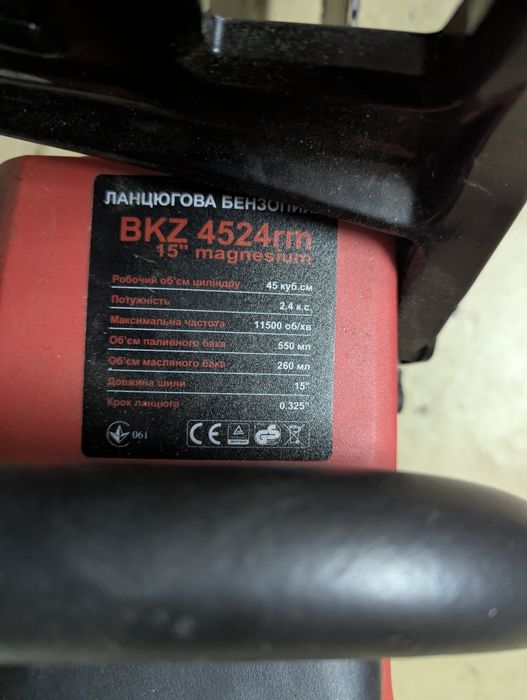 ЛАНЦЮГОВА БЕНЗОПИЛА
BKZ 4524rm
15" magnesium
Робочий об'єм циліндру 45 куб.см
Потужність 2,4 к.с.
Максимальна частота 11500 об/хв
Об'єм паливного бака 550 мл
Об'єм масляного бака 260 мл
Довжина шини 15"
Крок ланцюга 0.325"
061 CE GS